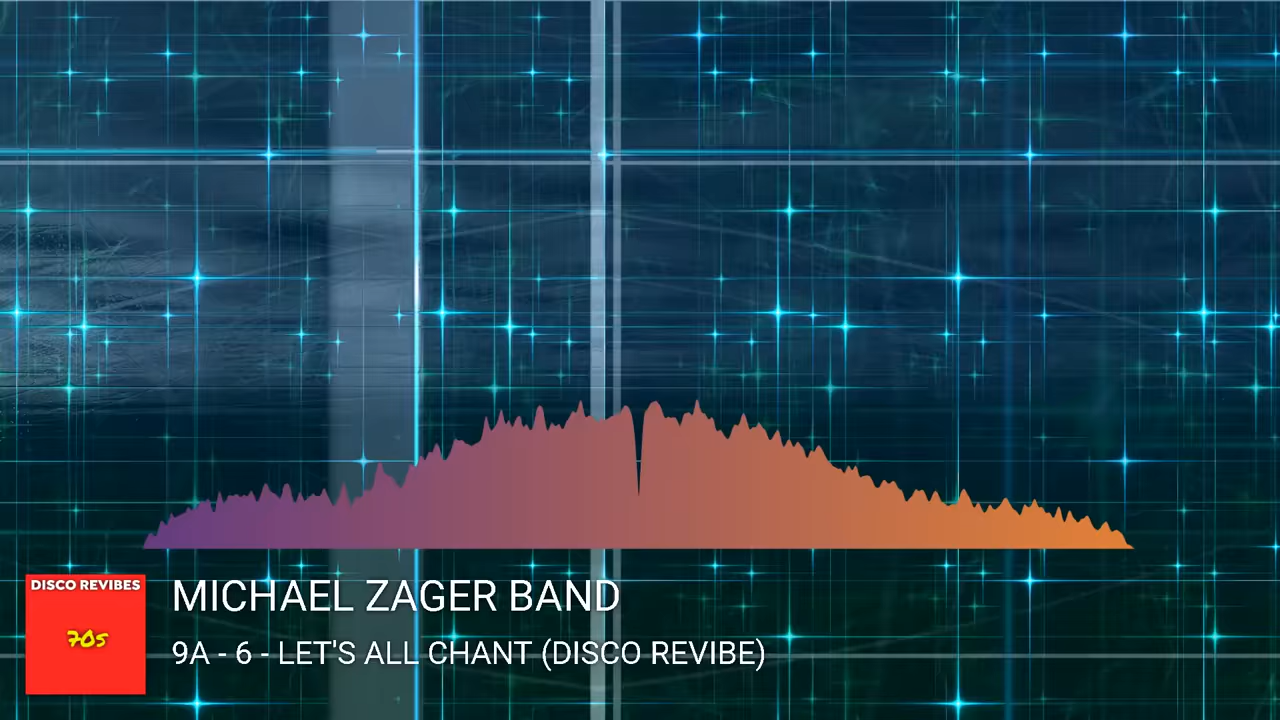 DISCO REVIBES
70s
MICHAEL ZAGER BAND
9A - 6 - LET'S ALL CHANT (DISCO REVIBE)